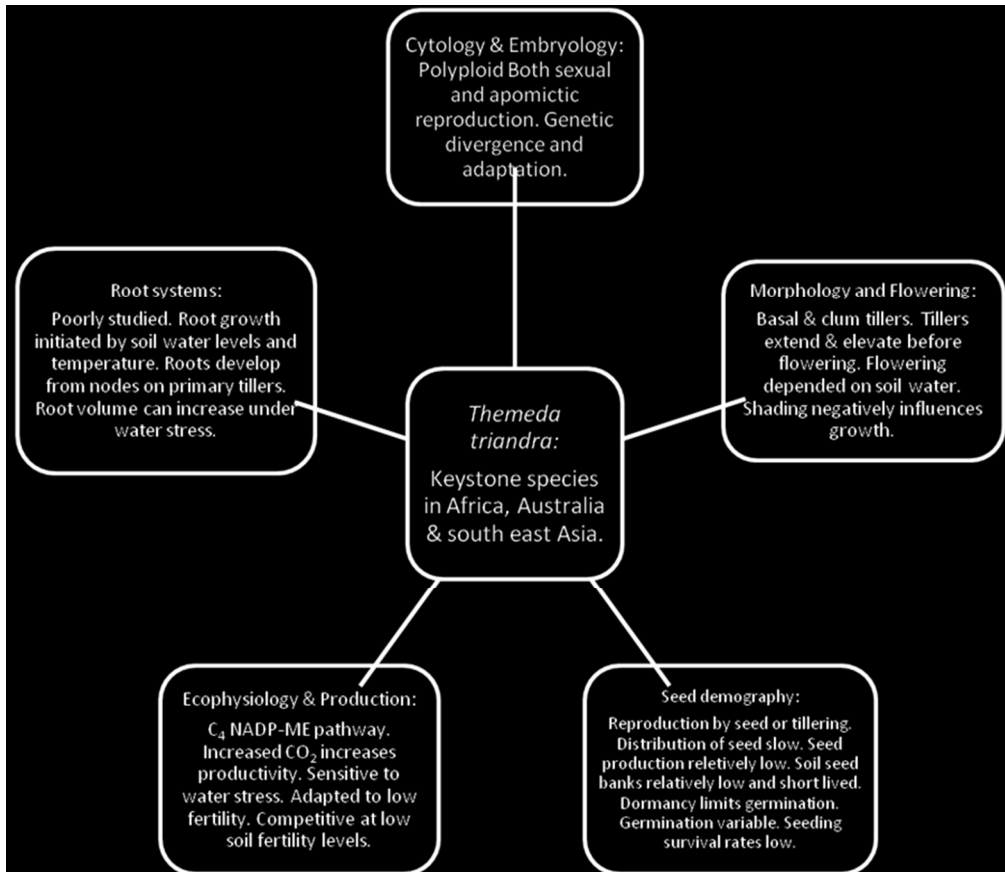 Cytology & Embryology:
Polyploid Both sexual
and apomictic
reproduction. Genetic
divergence and
adaptation.
Root systems:
Poorly studied. Root growth
initiated by soil water levels and
temperature. Roots develop
from nodes on primary tillers.
Root volume can increase under
water stress.
Morphology and Flowering:
Basal & clum tillers. Tillers
extend & elevate before
flowering. Flowering
depended on soil water.
Shading negatively influences
growth.
Themeda
triandra:
Keystone species
in Africa, Australia
& south east Asia.
Ecophysiology & Production:
C₄ NADP-ME pathway.
Increased CO₂ increases
productivity. Sensitive to
water stress. Adapted to low
fertility. Competitive at low
soil fertility levels.
Seed demography:
Reproduction by seed or tillering.
Distribution of seed slow. Seed
production reletively low. Soil seed
banks relatively low and short lived.
Dormancy limits germination.
Germination variable. Seeding
survival rates low.